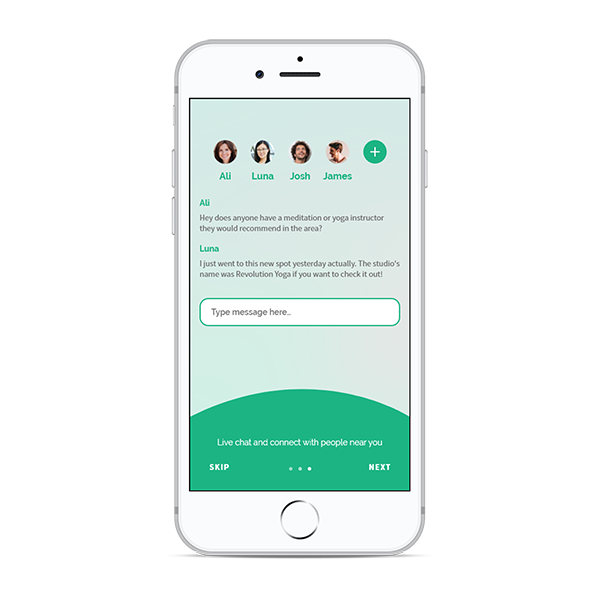 Ali Luna Josh James
Ali
Hey does anyone have a meditation or yoga instructor
they would recommend in the area?
Luna
I just went to this new spot yesterday actually. The studio's
name was Revolution Yoga if you want to check it out!
Type message here...
Live chat and connect with people near you
SKIP NEXT